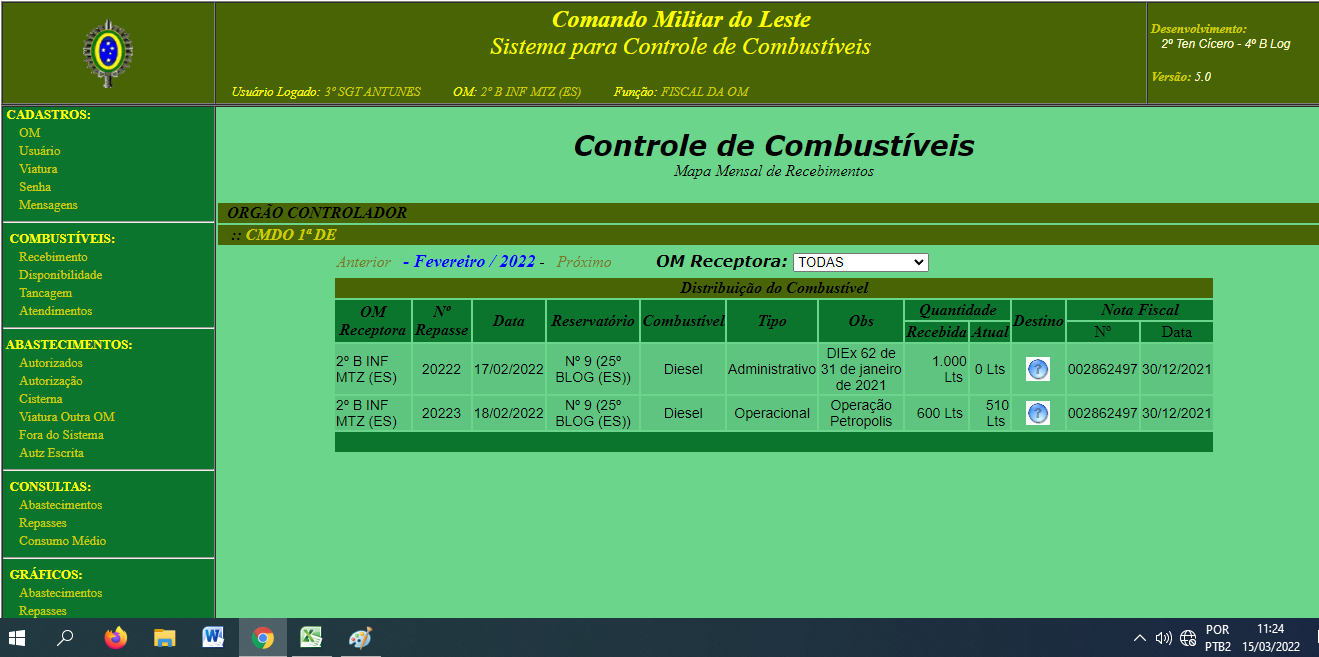 Comando Militar do Leste
Sistema para Controle de Combustíveis
Usuário Logado: 3º SGT ANTUNES OM: 2º B INF MTZ (ES) Função: FISCAL DA OM
Desenvolvimento:
2º Ten Cícero - 4º B Log
Versão: 5.0
CADASTROS:
OM
Usuário
Viatura
Senha
Mensagens
COMBUSTÍVEIS:
Recebimento
Disponibilidade
Tancagem
Atendimentos
ABASTECIMENTOS:
Autorizados
Autorização
Cisterna
Viatura Outra OM
Fora do Sistema
Autz Escrita
CONSULTAS:
Abastecimentos
Repasses
Consumo Médio
GRÁFICOS:
Abastecimentos
Repasses
Controle de Combustíveis
Mapa Mensal de Recebimentos
ORGÃO CONTROLADOR
:: CMDO 1ª DE
Anterior - Fevereiro / 2022 - Próximo OM Receptora: TODAS
Distribuição do Combustível
OM Receptora Nº Repasse Data Reservatório Combustível Tipo Obs Quantidade Destino Nota Fiscal
Recebida Atual Nº Data
2º B INF MTZ (ES) 20222 17/02/2022 Nº 9 (25º BLOG (ES)) Diesel Administrativo DIEx 62 de 31 de janeiro de 2021 1.000 Lts 0 Lts ? 002862497 30/12/2021
2º B INF MTZ (ES) 20223 18/02/2022 Nº 9 (25º BLOG (ES)) Diesel Operacional Operação Petropolis 600 Lts 510 Lts ? 002862497 30/12/2021
POR 11:24
PTB2 15/03/2022